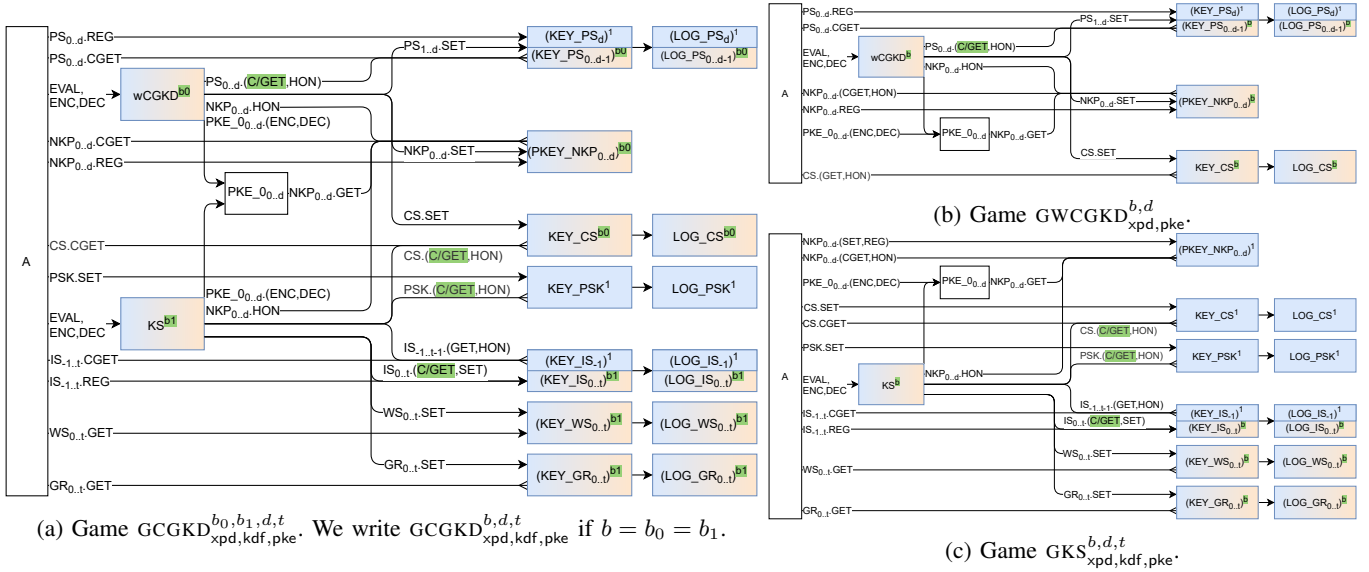 A
PS0..d.REG
PS0..d.CGET
EVAL,
ENC,DEC
wCGKDb0
PS0..d.(C/GET,HON)
NKP0..d.HON
PKE_00..d.(ENC,DEC)
PS1..d.SET
(KEY_PSd)1
(KEY_PS0..d-1)b0
(LOG_PSd)1
(LOG_PS0..d-1)b0
NKP0..d.CGET
NKP0..d.REG
NKP0..d.SET
(PKEY_NKP0..d)b0
PKE_00..d
NKP0..d.GET
CS.SET
CS.CGET
CS.(C/GET,HON)
KEY_CSb0
LOG_CSb0
PSK.SET
PSK.(C/GET,HON)
KEY_PSK1
LOG_PSK1
PKE_00..d.(ENC,DEC)
NKP0..d.HON
EVAL,
ENC,DEC
KSb1
IS-1..t-1.(GET,HON)
IS-1..t.CGET
IS0..t.(C/GET,SET)
IS-1..t.REG
(KEY_IS-1)1
(KEY_IS0..t)b1
(LOG_IS-1)1
(LOG_IS0..t)b1
WS0..t.SET
WS0..t.GET
(KEY_WS0..t)b1
(LOG_WS0..t)b1
GR0..t.SET
GR0..t.GET
(KEY_GR0..t)b1
(LOG_GR0..t)b1
(a) Game GCGKD b0,b1,d,t xpd,kdf,pke. We write GCGKD b,d,t xpd,kdf,pke if b = b0 = b1.
A
PS0..d.REG
PS0..d.CGET
PS1..d.SET
(KEY_PSd)1
(KEY_PS0..d-1)b
(LOG_PSd)1
(LOG_PS0..d-1)b
EVAL,
ENC,DEC
wCGKDb
PS0..d.(C/GET,HON)
NKP0..d.HON
NKP0..d.(CGET,HON)
NKP0..d.REG
NKP0..d.SET
(PKEY_NKP0..d)b
PKE_00..d.(ENC,DEC)
PKE_00..d
NKP0..d.GET
CS.SET
CS.(GET,HON)
KEY_CSb
LOG_CSb
(b) Game GWCGKD b,d xpd,pke.
A
NKP0..d.(SET,REG)
NKP0..d.(CGET,HON)
(PKEY_NKP0..d)1
PKE_00..d.(ENC,DEC)
PKE_00..d
NKP0..d.GET
CS.SET
CS.CGET
CS.(C/GET,HON)
KEY_CS1
LOG_CS1
PSK.SET
PSK.(C/GET,HON)
KEY_PSK1
LOG_PSK1
NKP0..d.HON
EVAL,
ENC,DEC
KSb
IS-1..t-1.(GET,HON)
IS-1..t.CGET
IS0..t.(C/GET,SET)
IS-1..t.REG
(KEY_IS-1)1
(KEY_IS0..t)b
(LOG_IS-1)1
(LOG_IS0..t)b
WS0..t.SET
WS0..t.GET
(KEY_WS0..t)b
(LOG_WS0..t)b
GR0..t.SET
GR0..t.GET
(KEY_GR0..t)b
(LOG_GR0..t)b
(c) Game GKS b,d,t xpd,kdf,pke.